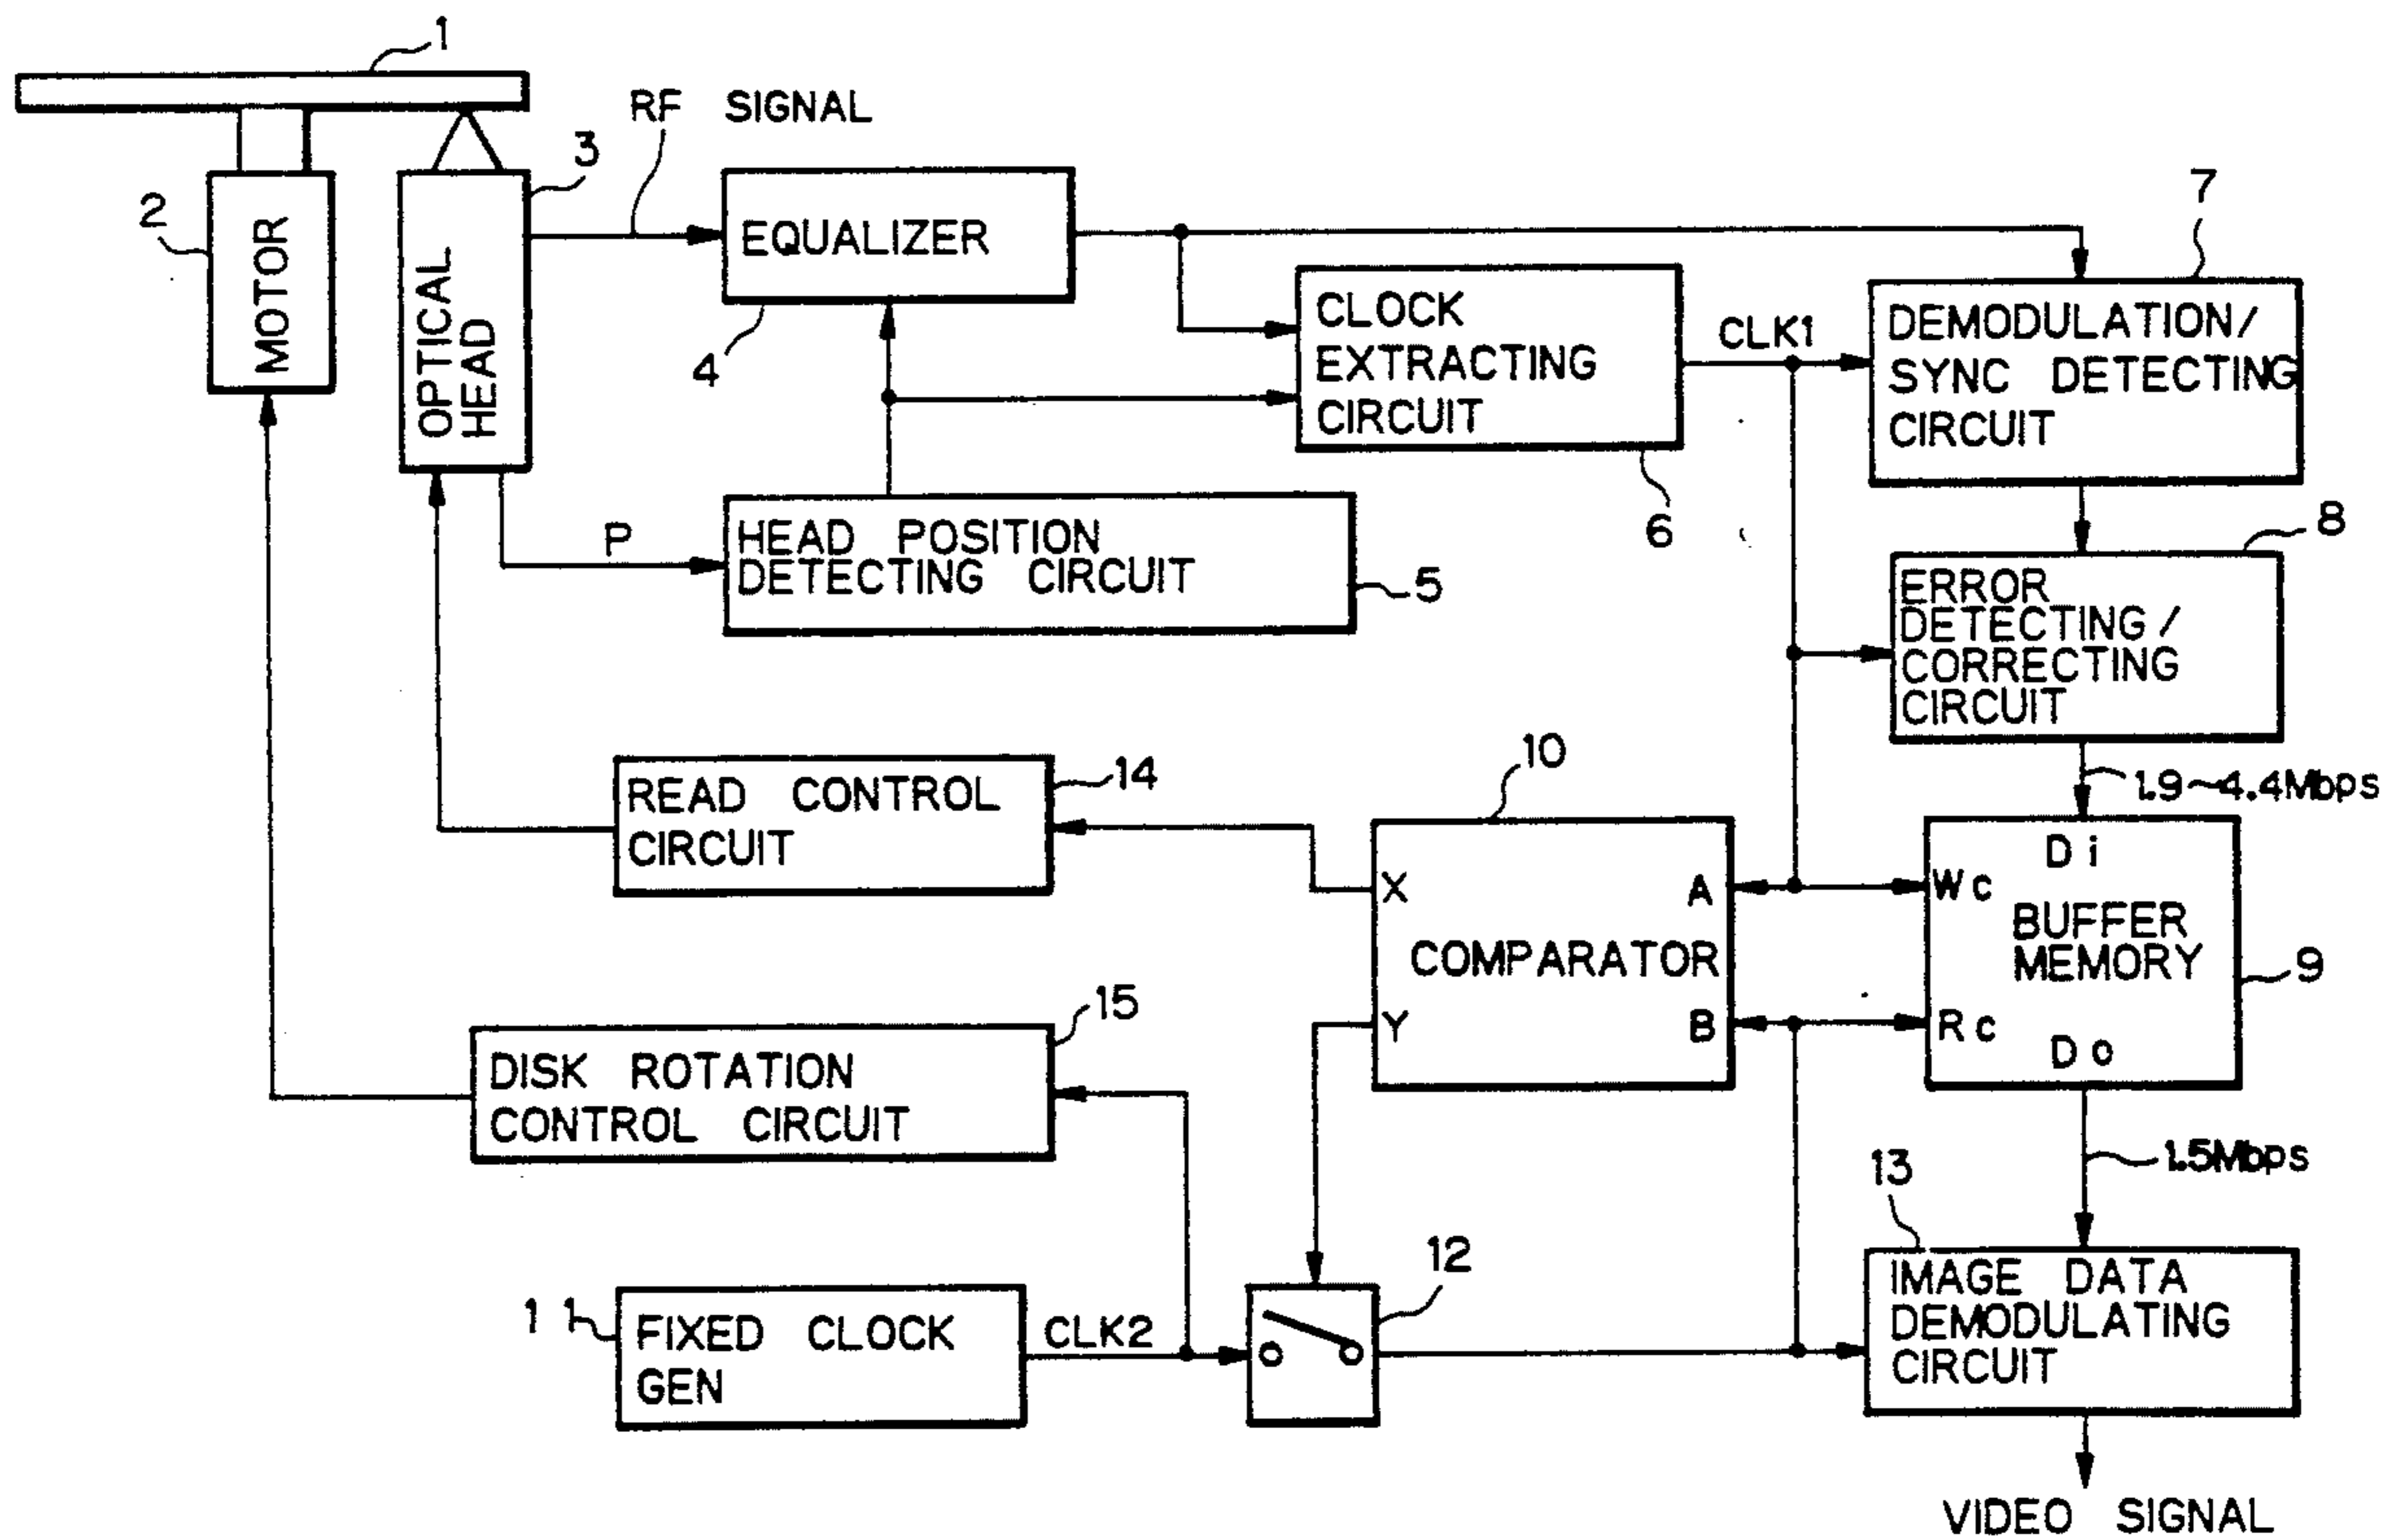 1
RF SIGNAL
2
MOTOR
3
OPTICAL
HEAD
EQUALIZER
4
CLOCK
EXTRACTING
CIRCUIT
6
CLK1
7
DEMODULATION/
SYNC DETECTING
CIRCUIT
P
HEAD POSITION
DETECTING CIRCUIT
5
8
ERROR
DETECTING/
CORRECTING
CIRCUIT
1.9~4.4Mbps
READ CONTROL
CIRCUIT
14
10
X
A
COMPARATOR
Y
B
Di
Wc
BUFFER
MEMORY
Rc
Do
9
15
DISK ROTATION
CONTROL CIRCUIT
1.5Mbps
11
FIXED CLOCK
GEN
CLK2
12
13
IMAGE DATA
DEMODULATING
CIRCUIT
VIDEO SIGNAL